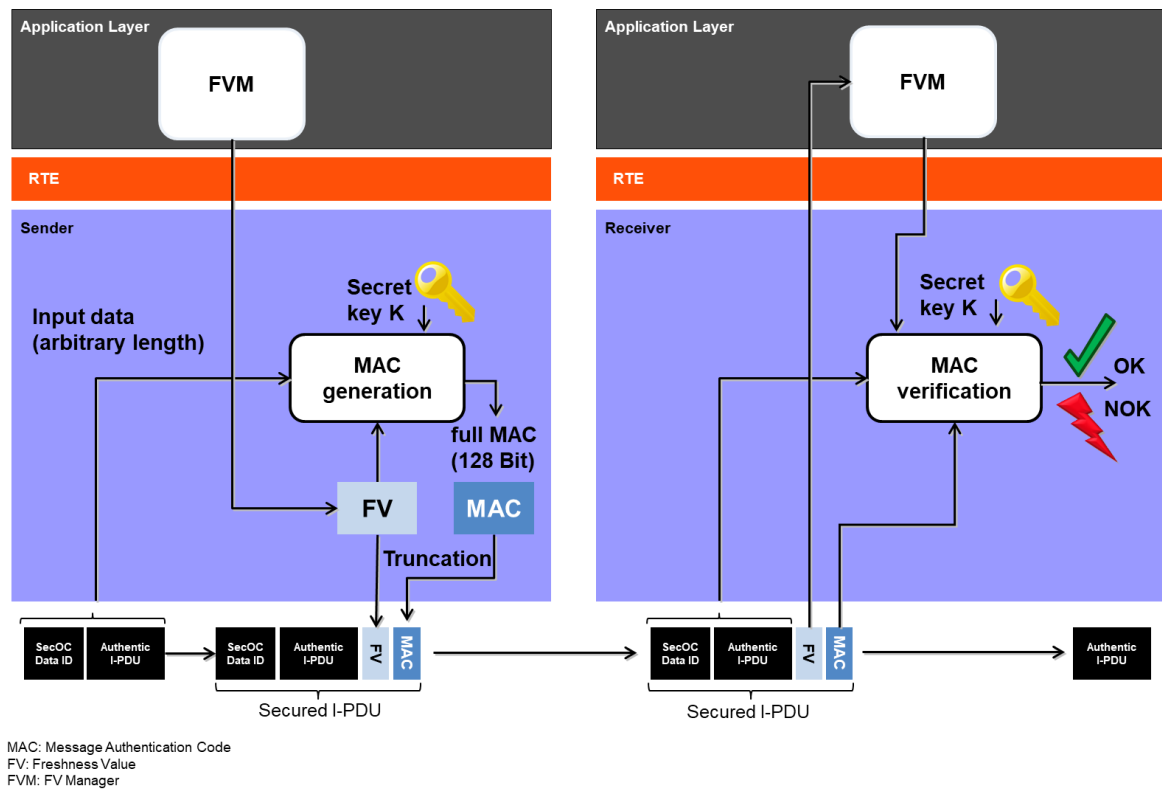 Application Layer
FVM
RTE
Sender
Secret
key K
Input data
(arbitrary length)
MAC
generation
full MAC
(128 Bit)
FV
MAC
Truncation
SecOC
Data ID
Authentic
I-PDU
SecOC
Data ID
Authentic
I-PDU
FV
MAC
Secured I-PDU
Application Layer
FVM
RTE
Receiver
Secret
key K
MAC
verification
OK
NOK
SecOC
Data ID
Authentic
I-PDU
FV
MAC
Secured I-PDU
Authentic
I-PDU
MAC: Message Authentication Code
FV: Freshness Value
FVM: FV Manager